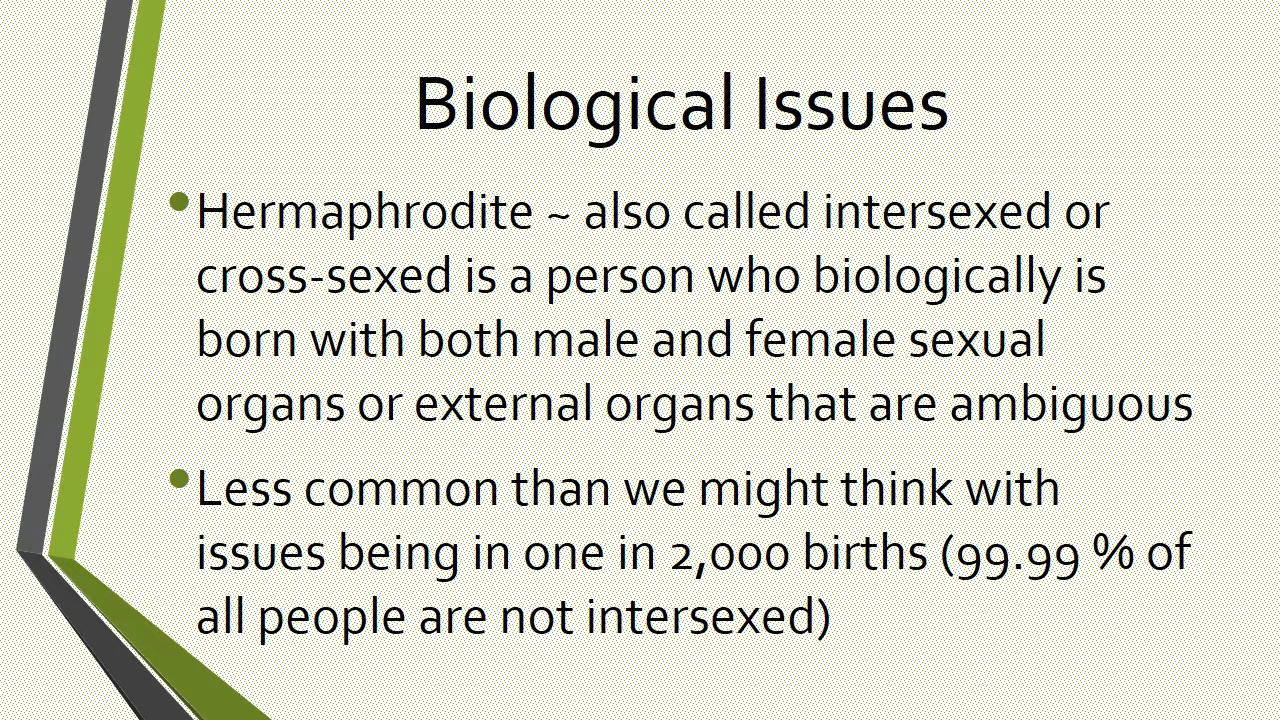 Biological Issues
Hermaphrodite ~ also called intersexed or
cross-sexed is a person who biologically is
born with both male and female sexual
organs or external organs that are ambiguous
Less common than we might think with
issues being in one in 2,000 births (99.99 % of
all people are not intersexed)